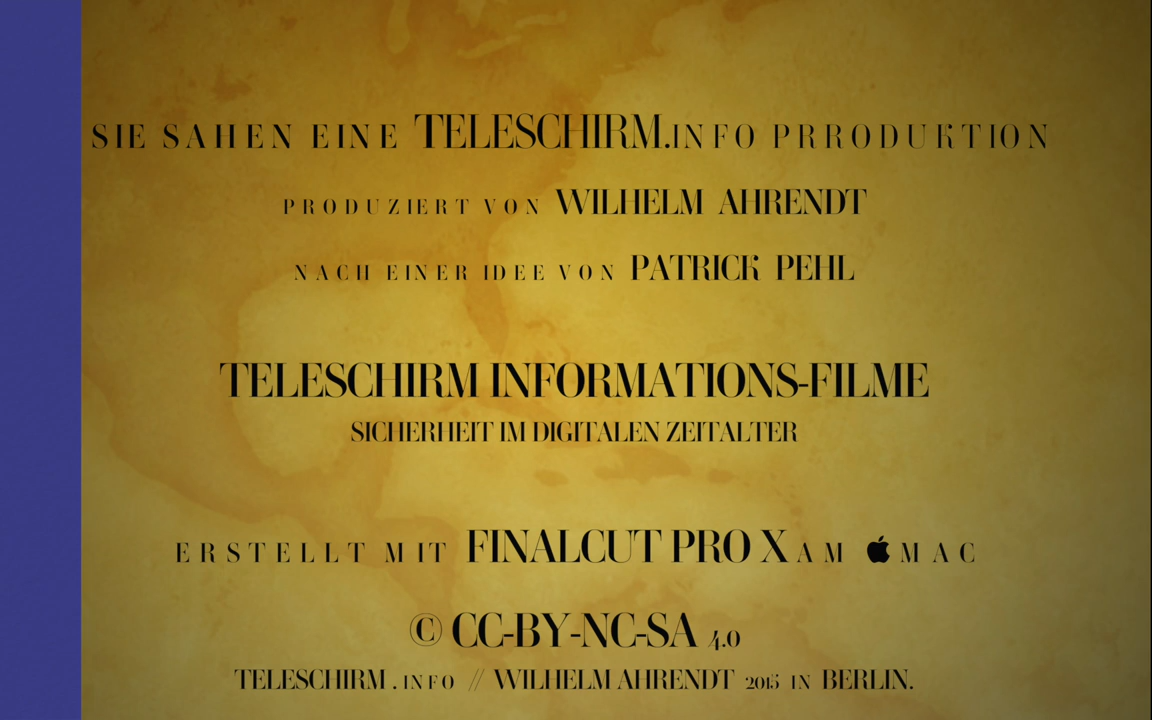 SIE SAHEN EINE TELESCHIRM.INFO PRRODUKTION
PRODUZIERT VON WILHELM AHRENDT
NACH EINER IDEE VON PATRICK PEHL
TELESCHIRM INFORMATIONS-FILME
SICHERHEIT IM DIGITALEN ZEITALTER
ERSTELLT MIT FINALCUT PRO X AM MAC
© CC-BY-NC-SA 4.0
TELESCHIRM.INFO // WILHELM AHRENDT 2015 IN BERLIN.